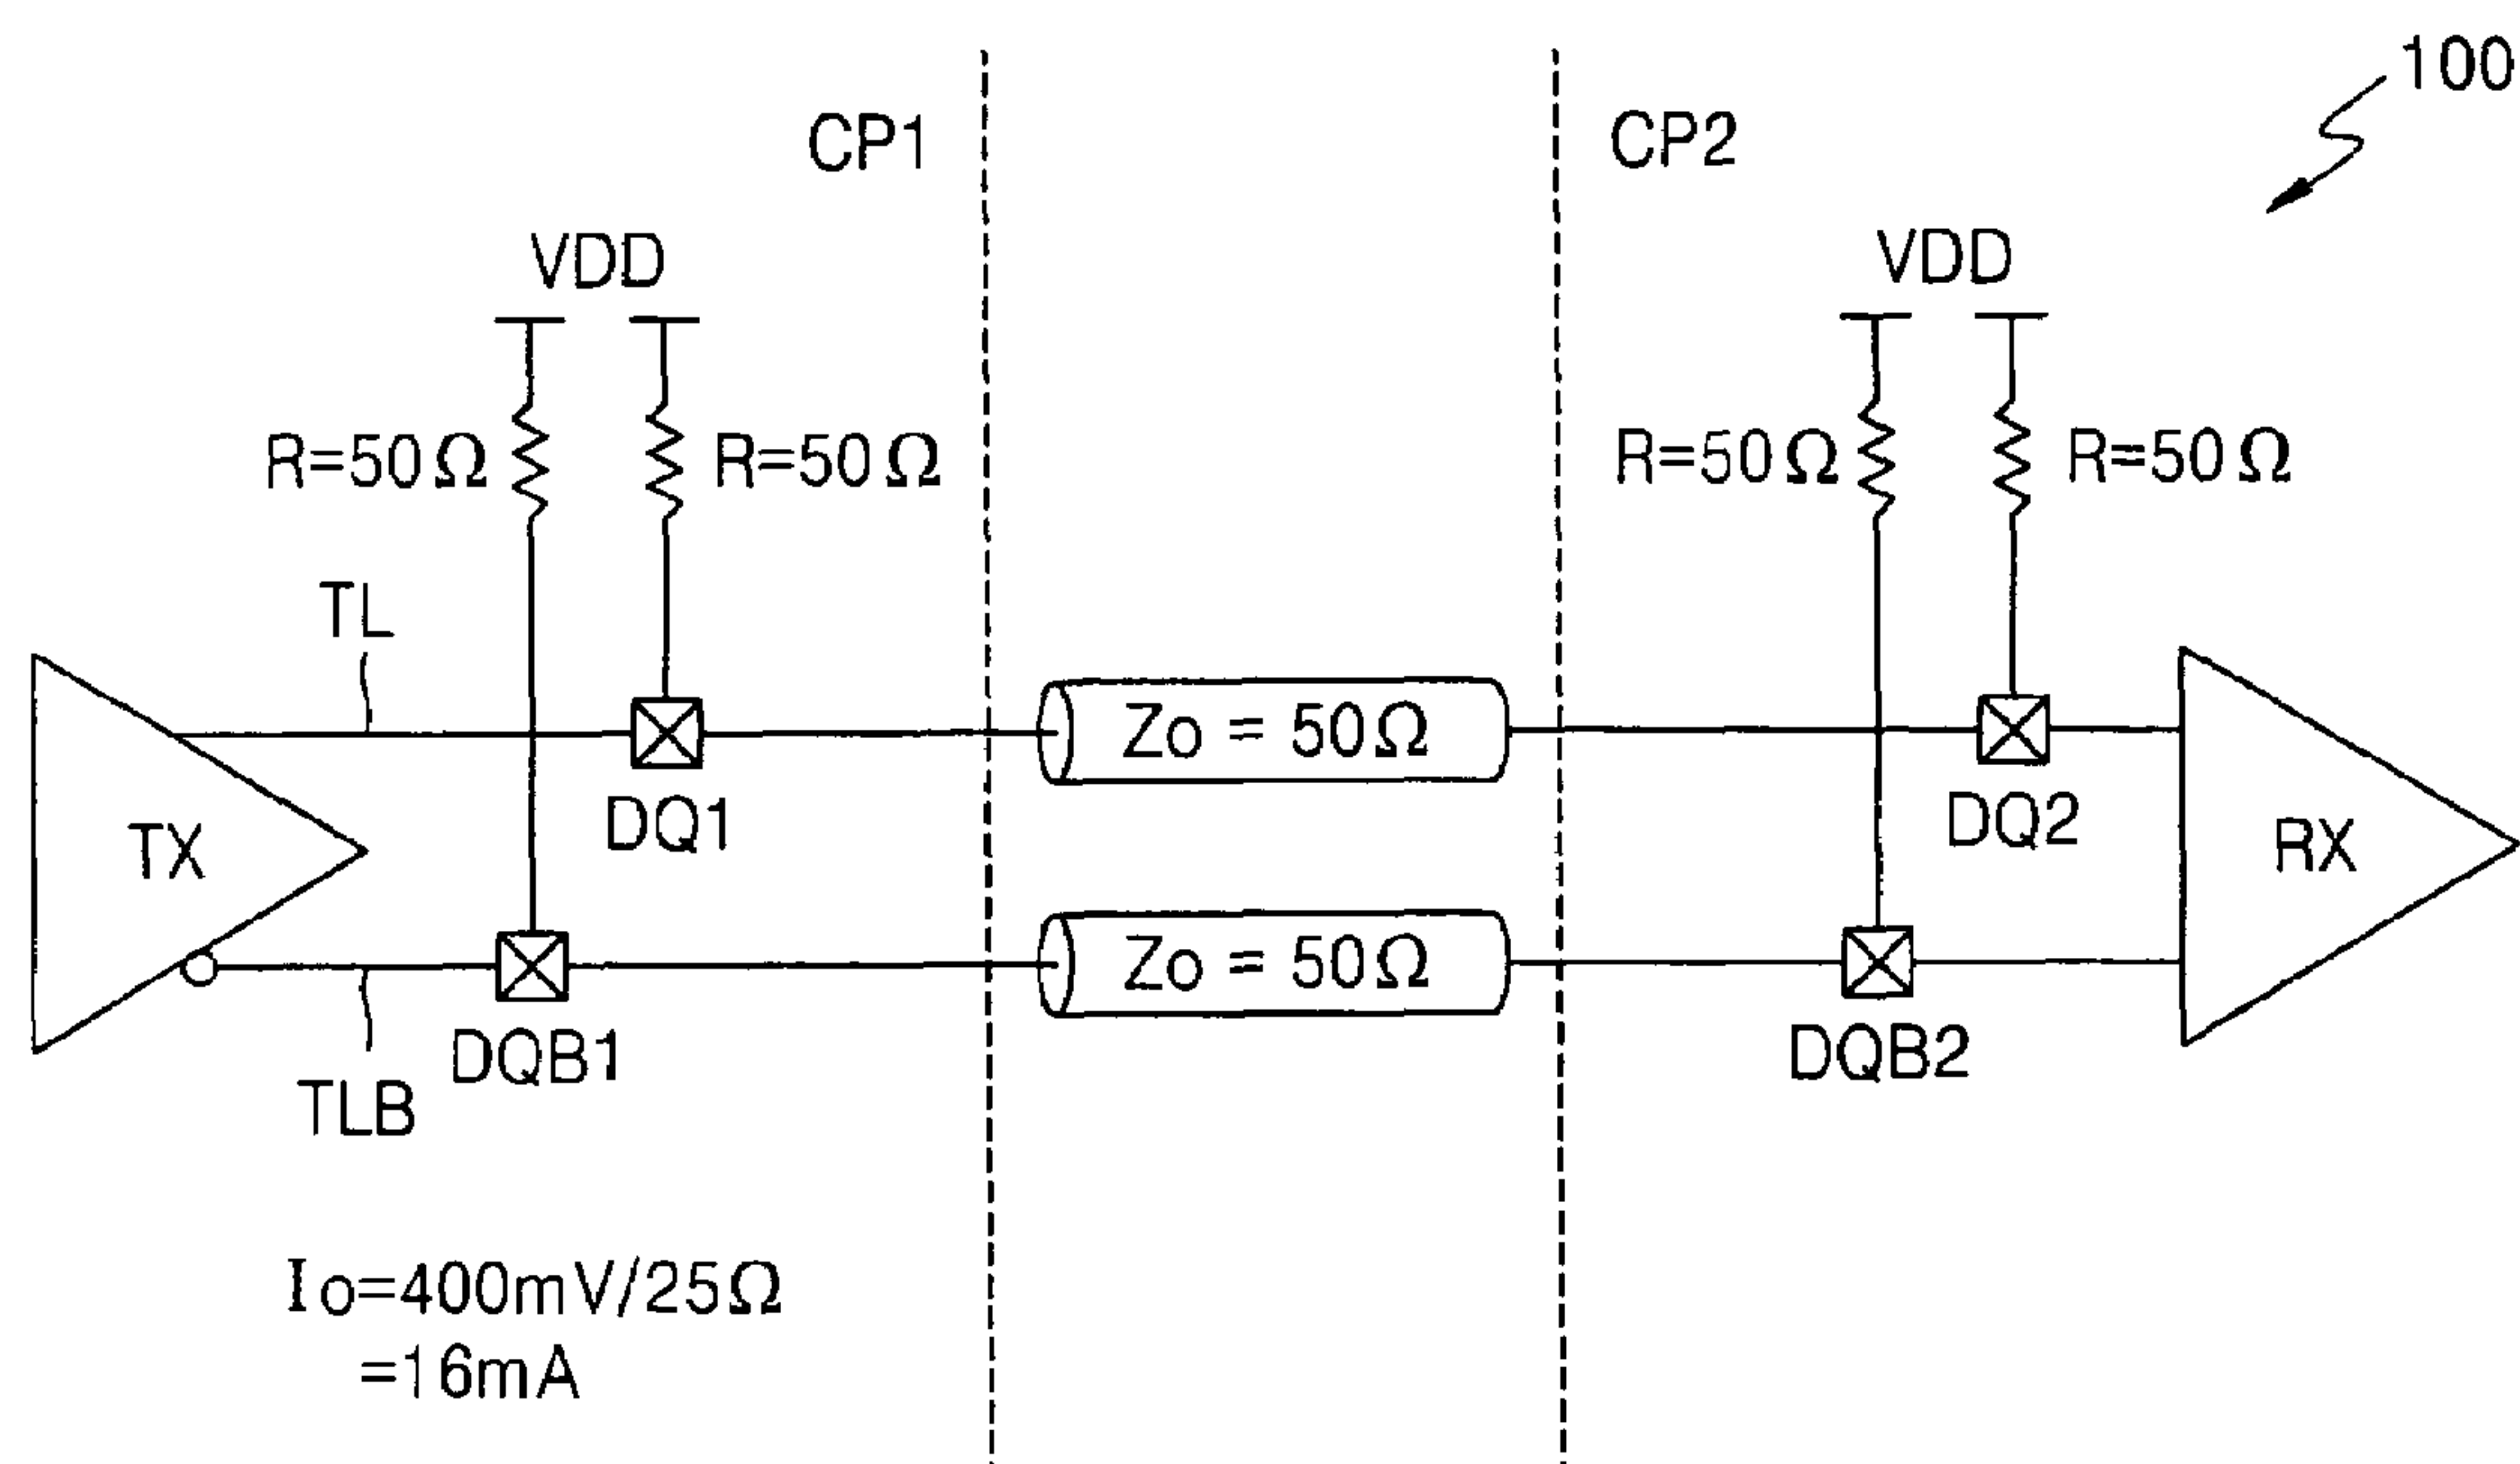 100
CP1
CP2
VDD
VDD
R=50Ω
R=50Ω
R=50Ω
R=50Ω
TL
Zo = 50Ω
DQ1
DQ2
TX
RX
Zo = 50Ω
DQB1
DQB2
TLB
Io=400mV/25Ω
=16mA